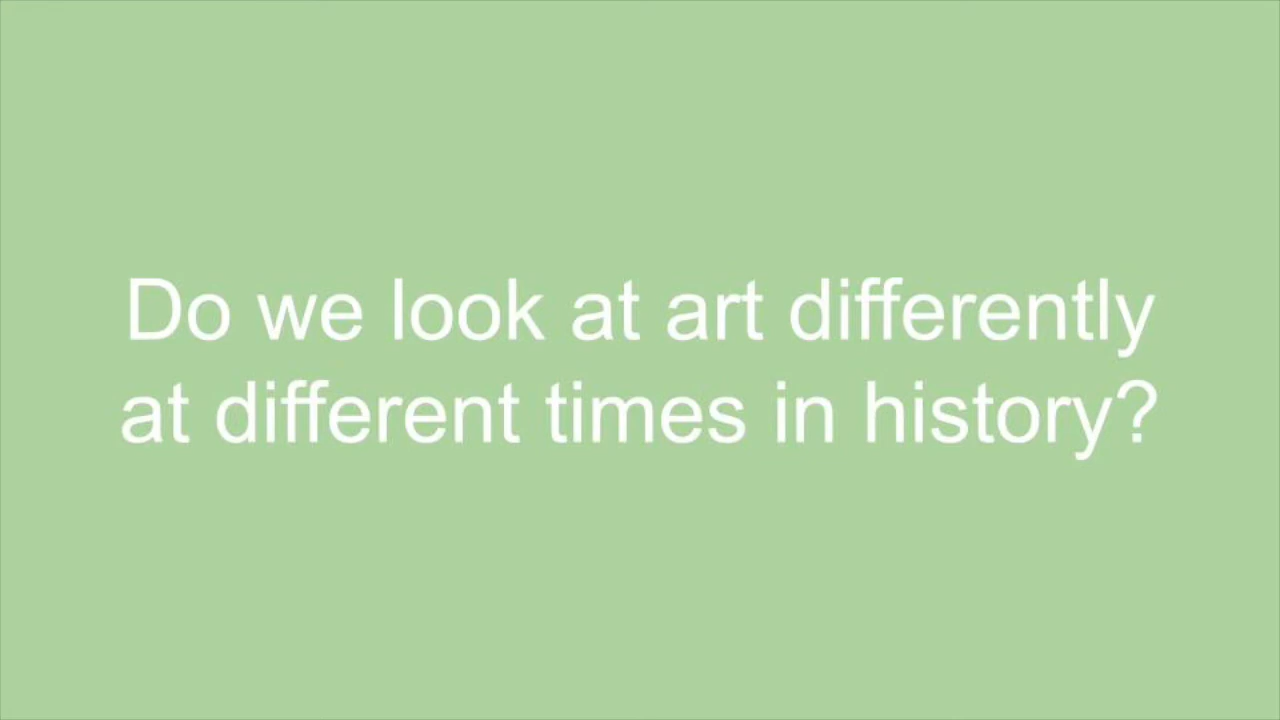 Do we look at art differently
at different times in history?